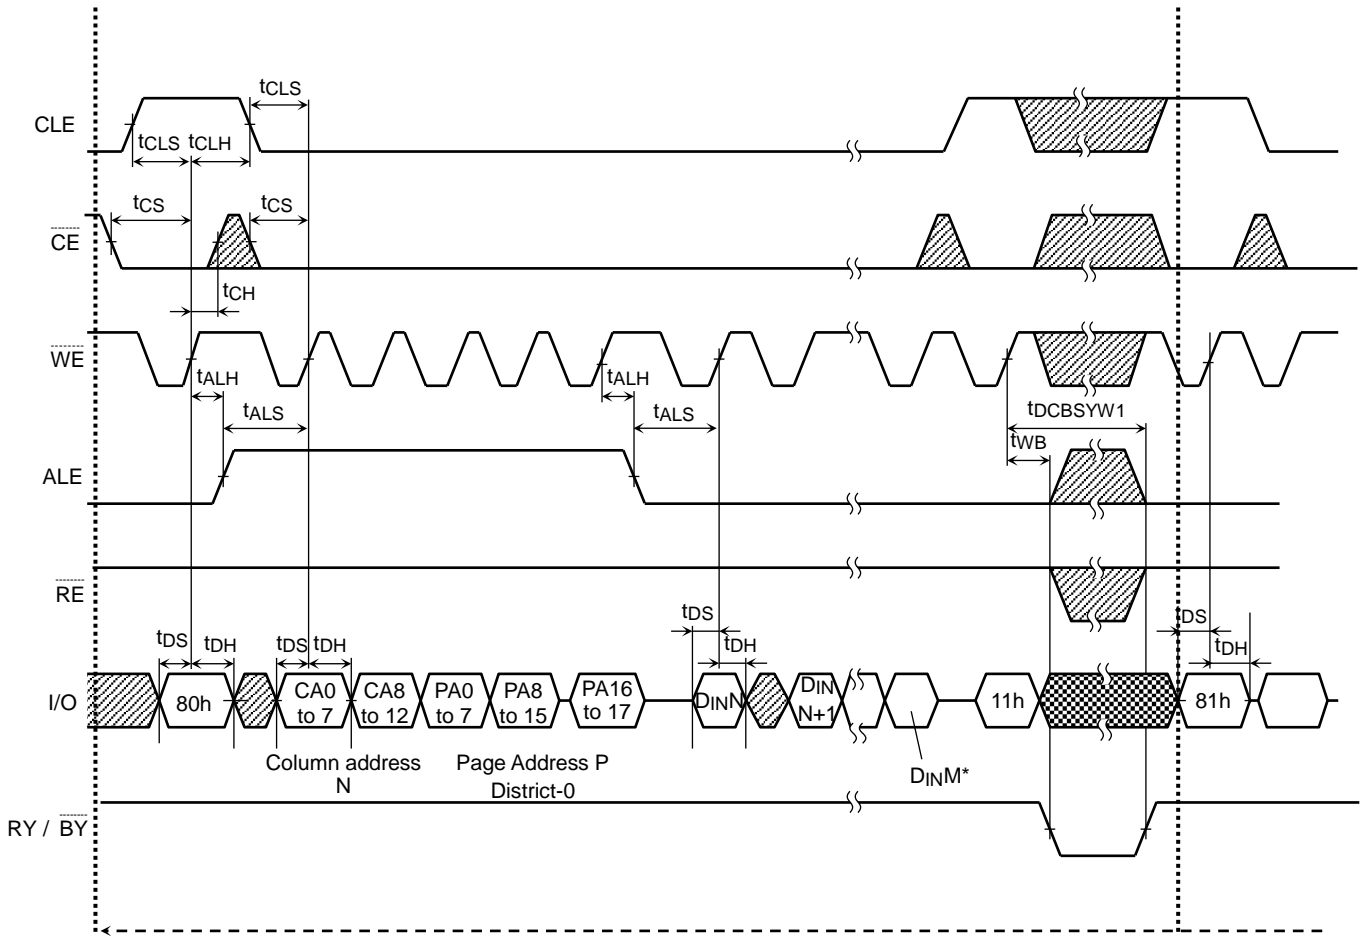 tCLS
CLE
tCLS tCLH
tCS tCS
CE
tCH
WE
tALH tALH
tALS tALS tDCBSYW1
tWB
ALE
RE
tDS tDH tDS tDH tDS tDH tDS tDH
I/O 80h CA0 to 7 CA8 to 12 PA0 to 7 PA8 to 15 PA16 to 17 DINN DIN N+1 11h 81h
Column address N
Page Address P District-0
DINM*
RY / BY